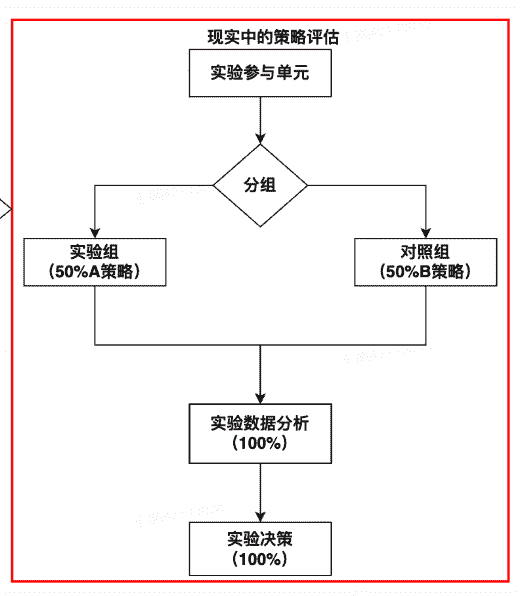 现实中的策略评估
实验参与单元
分组
实验组
（50%A策略）
对照组
（50%B策略）
实验数据分析
（100%）
实验决策
（100%）